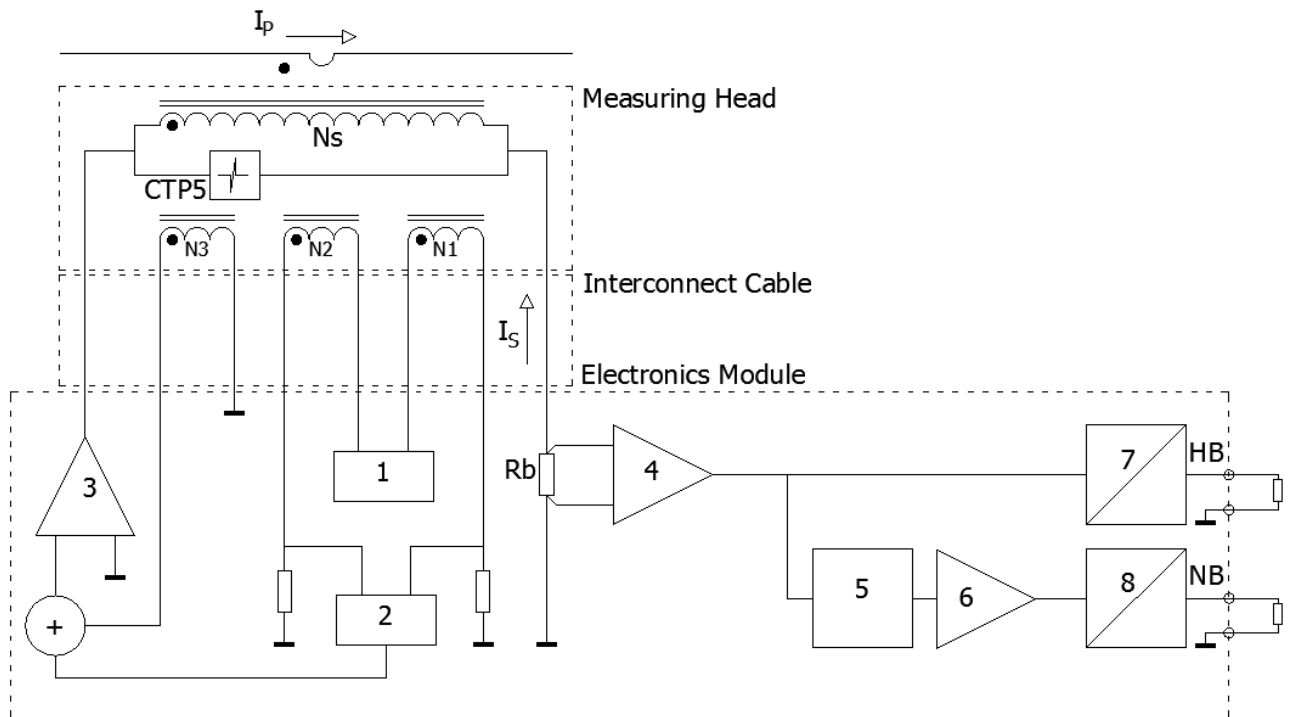 IP
Measuring Head
Ns
CTP5
N3
N2
N1
Interconnect Cable
IS
Electronics Module
3
1
Rb
4
7
HB
+
2
5
6
8
NB